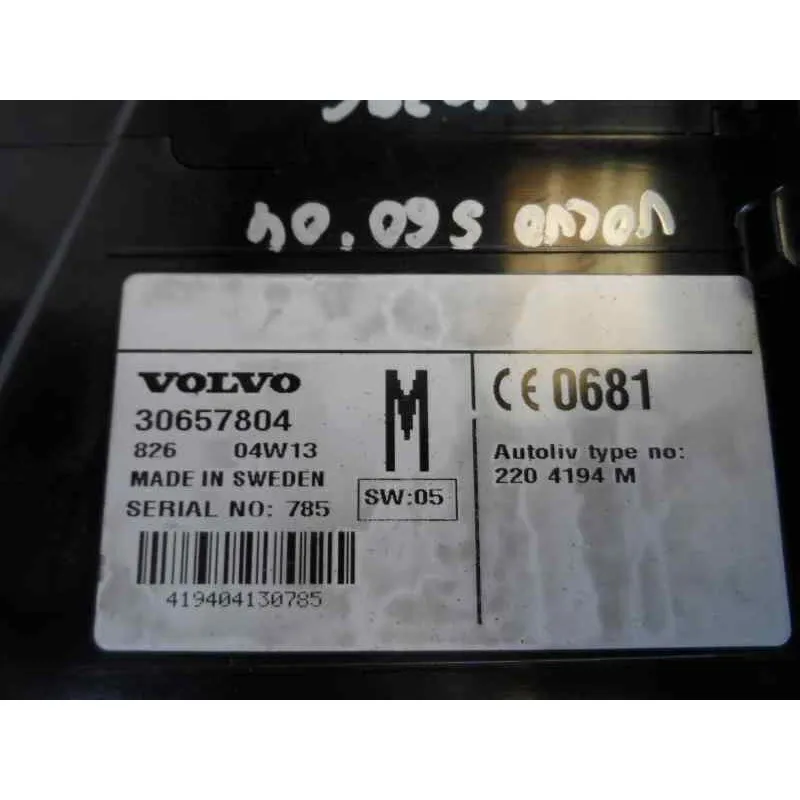 VOLVO S60 '04
VOLVO
30657804
826 04W13
MADE IN SWEDEN
SERIAL NO: 785
419404130785
M
SW:05
CE 0681
Autoliv type no:
220 4194 M